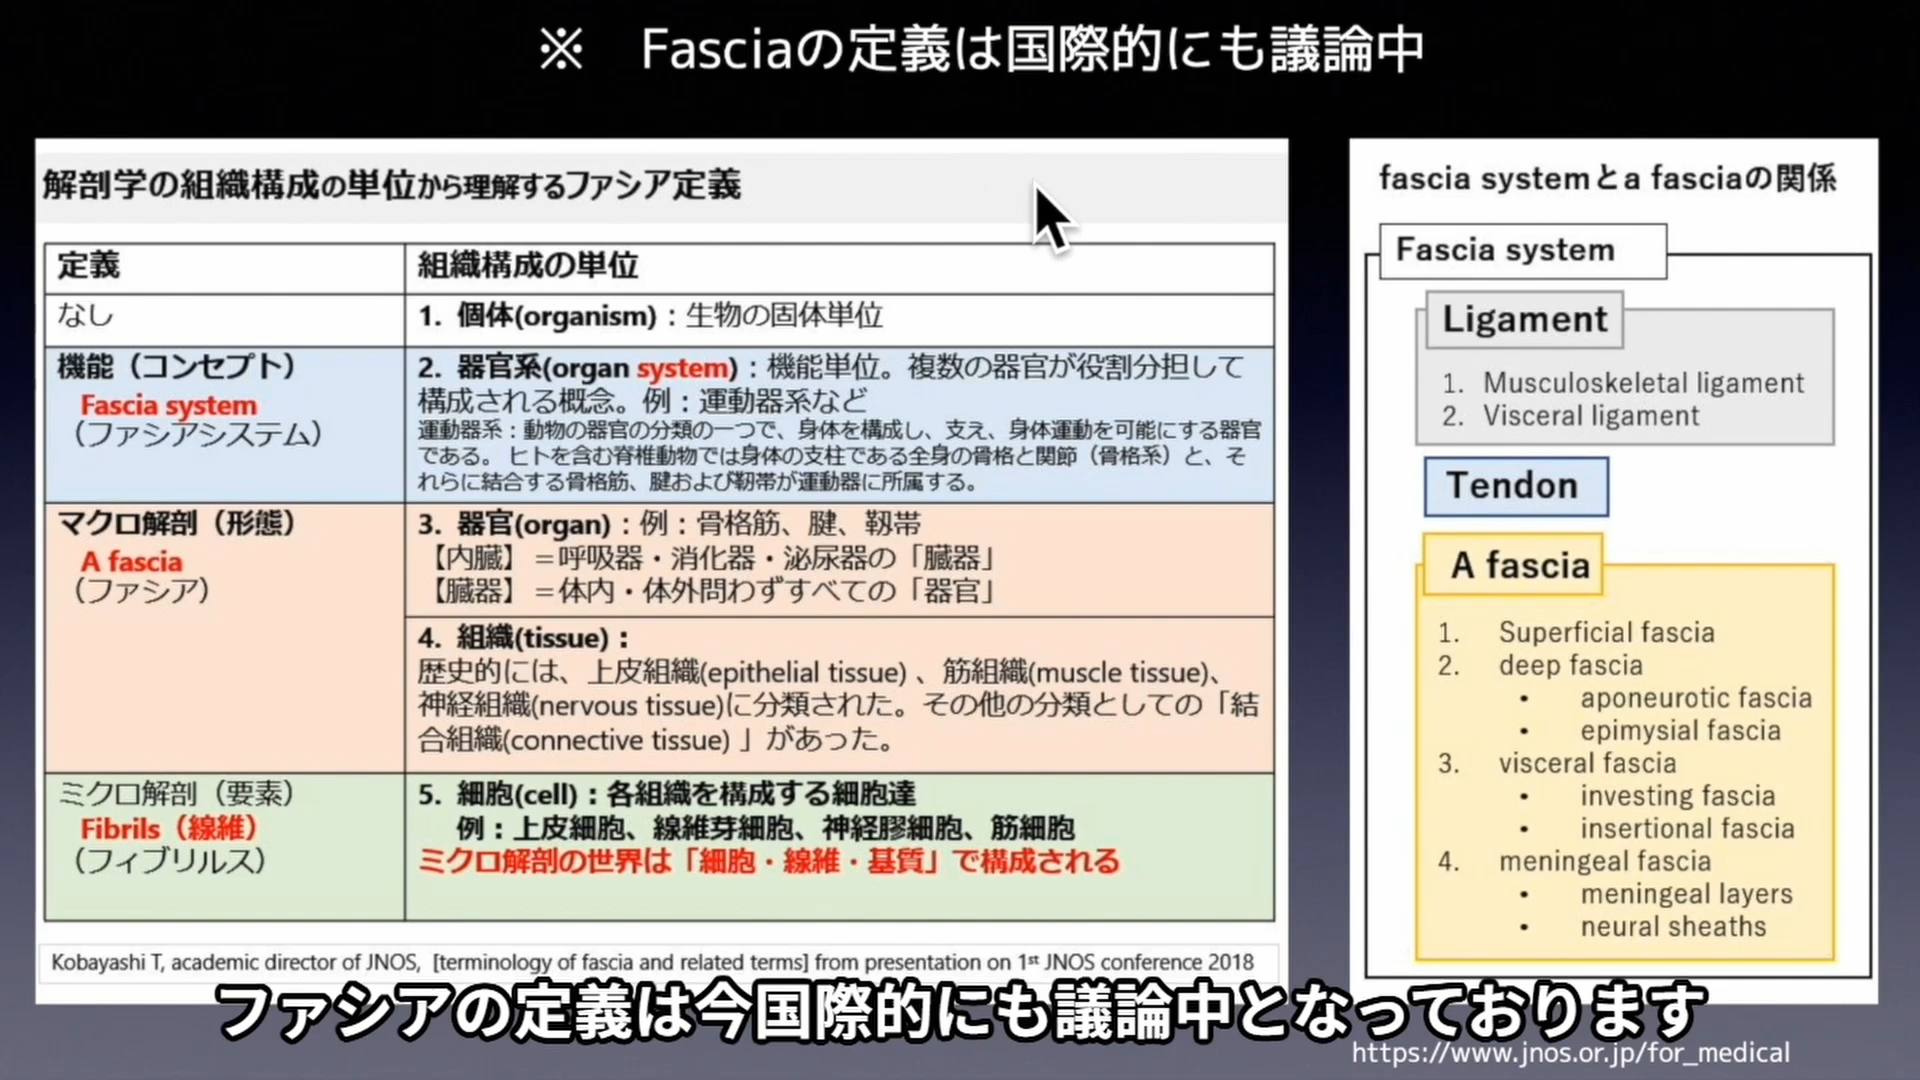 ※　Fasciaの定義は国際的にも議論中
解剖学の組織構成の単位から理解するファシア定義
定義
組織構成の単位
なし
1. 個体(organism)：生物の固体単位
機能（コンセプト）
Fascia system
（ファシアシステム）
2. 器官系(organ system)：機能単位。複数の器官が役割分担して
構成される概念。例：運動器系など
運動器系：動物の器官の分類の一つで、身体を構成し、支え、身体運動を可能にする器官
である。 ヒトを含む脊椎動物では身体の支柱である全身の骨格と関節（骨格系）と、そ
れらに結合する骨格筋、腱および靭帯が運動器に所属する。
マクロ解剖（形態）
A fascia
（ファシア）
3. 器官(organ)：例：骨格筋、腱、靱帯
【内臓】＝呼吸器・消化器・泌尿器の「臓器」
【臓器】＝体内・体外問わずすべての「器官」
4. 組織(tissue)：
歴史的には、上皮組織(epithelial tissue) 、筋組織(muscle tissue)、
神経組織(nervous tissue)に分類された。その他の分類としての「結
合組織(connective tissue) 」があった。
ミクロ解剖（要素）
Fibrils（線維）
（フィブリルス）
5. 細胞(cell)：各組織を構成する細胞達
例：上皮細胞、線維芽細胞、神経膠細胞、筋細胞
ミクロ解剖の世界は「細胞・線維・基質」で構成される
Kobayashi T, academic director of JNOS, [terminology of fascia and related terms] from presentation on 1st JNOS conference 2018
fascia systemとa fasciaの関係
Fascia system
Ligament
1. Musculoskeletal ligament
2. Visceral ligament
Tendon
A fascia
1. Superficial fascia
2. deep fascia
• aponeurotic fascia
• epimysial fascia
3. visceral fascia
• investing fascia
• insertional fascia
4. meningeal fascia
• meningeal layers
• neural sheaths
ファシアの定義は今国際的にも議論中となっております
https://www.jnos.or.jp/for_medical